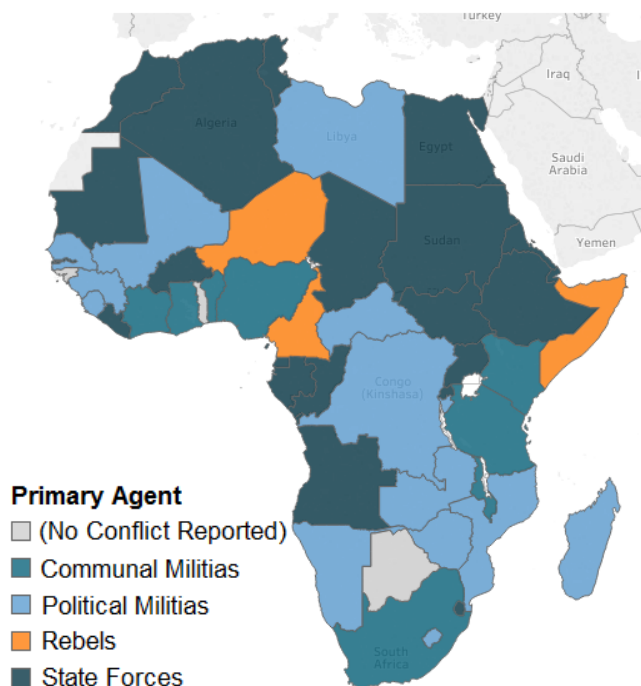 Turkey
Iraq
Algeria
Libya
Egypt
Saudi
Arabia
Sudan
Yemen
Congo
(Kinshasa)
South
Africa
Primary Agent
(No Conflict Reported)
Communal Militias
Political Militias
Rebels
State Forces